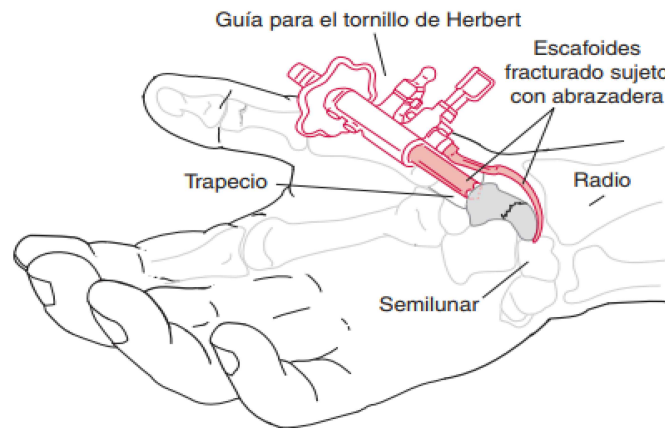 Guía para el tornillo de Herbert
Escafoides
fracturado sujeto
con abrazadera
Trapecio
Radio
Semilunar